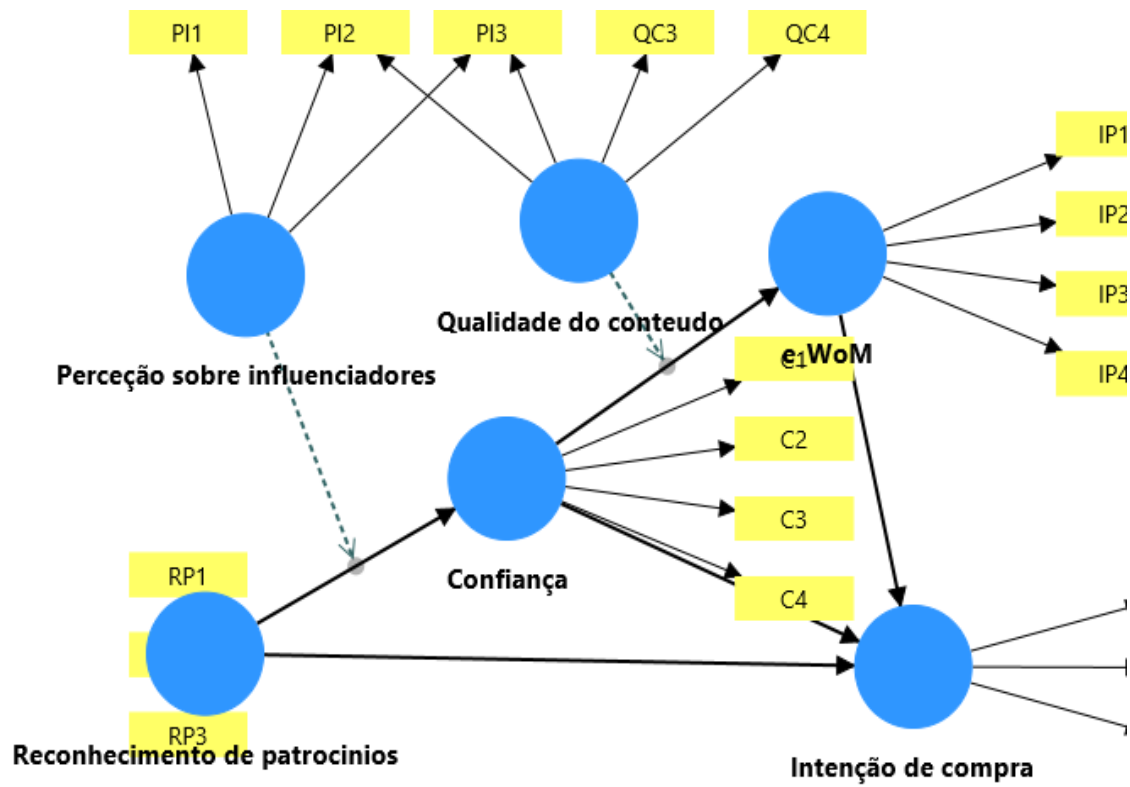 PI1
PI2
PI3
QC3
QC4
IP1
IP2
IP3
IP4
Qualidade do conteudo
e WoM
C1
Perceção sobre influenciadores
C2
C3
C4
Confiança
RP1
RP3
Reconhecimento de patrocinios
Intenção de compra